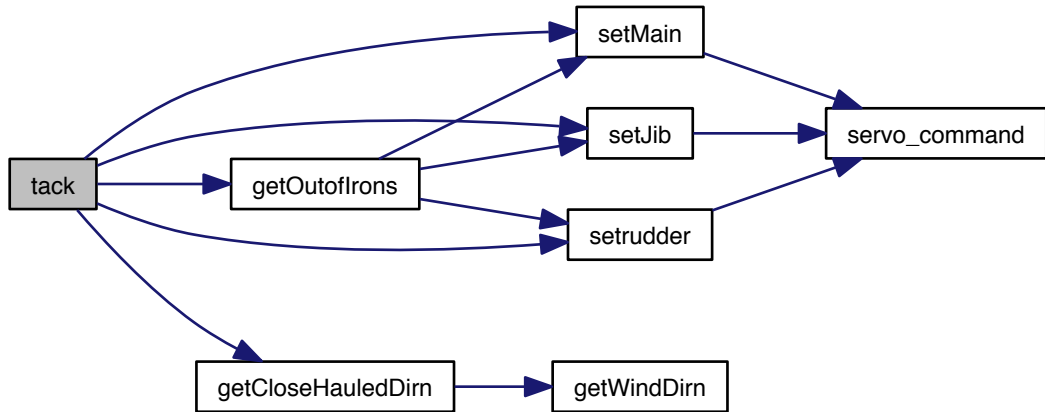 tack
getOutofIrons
setMain
setJib
setrudder
servo_command
getCloseHauledDirn
getWindDirn